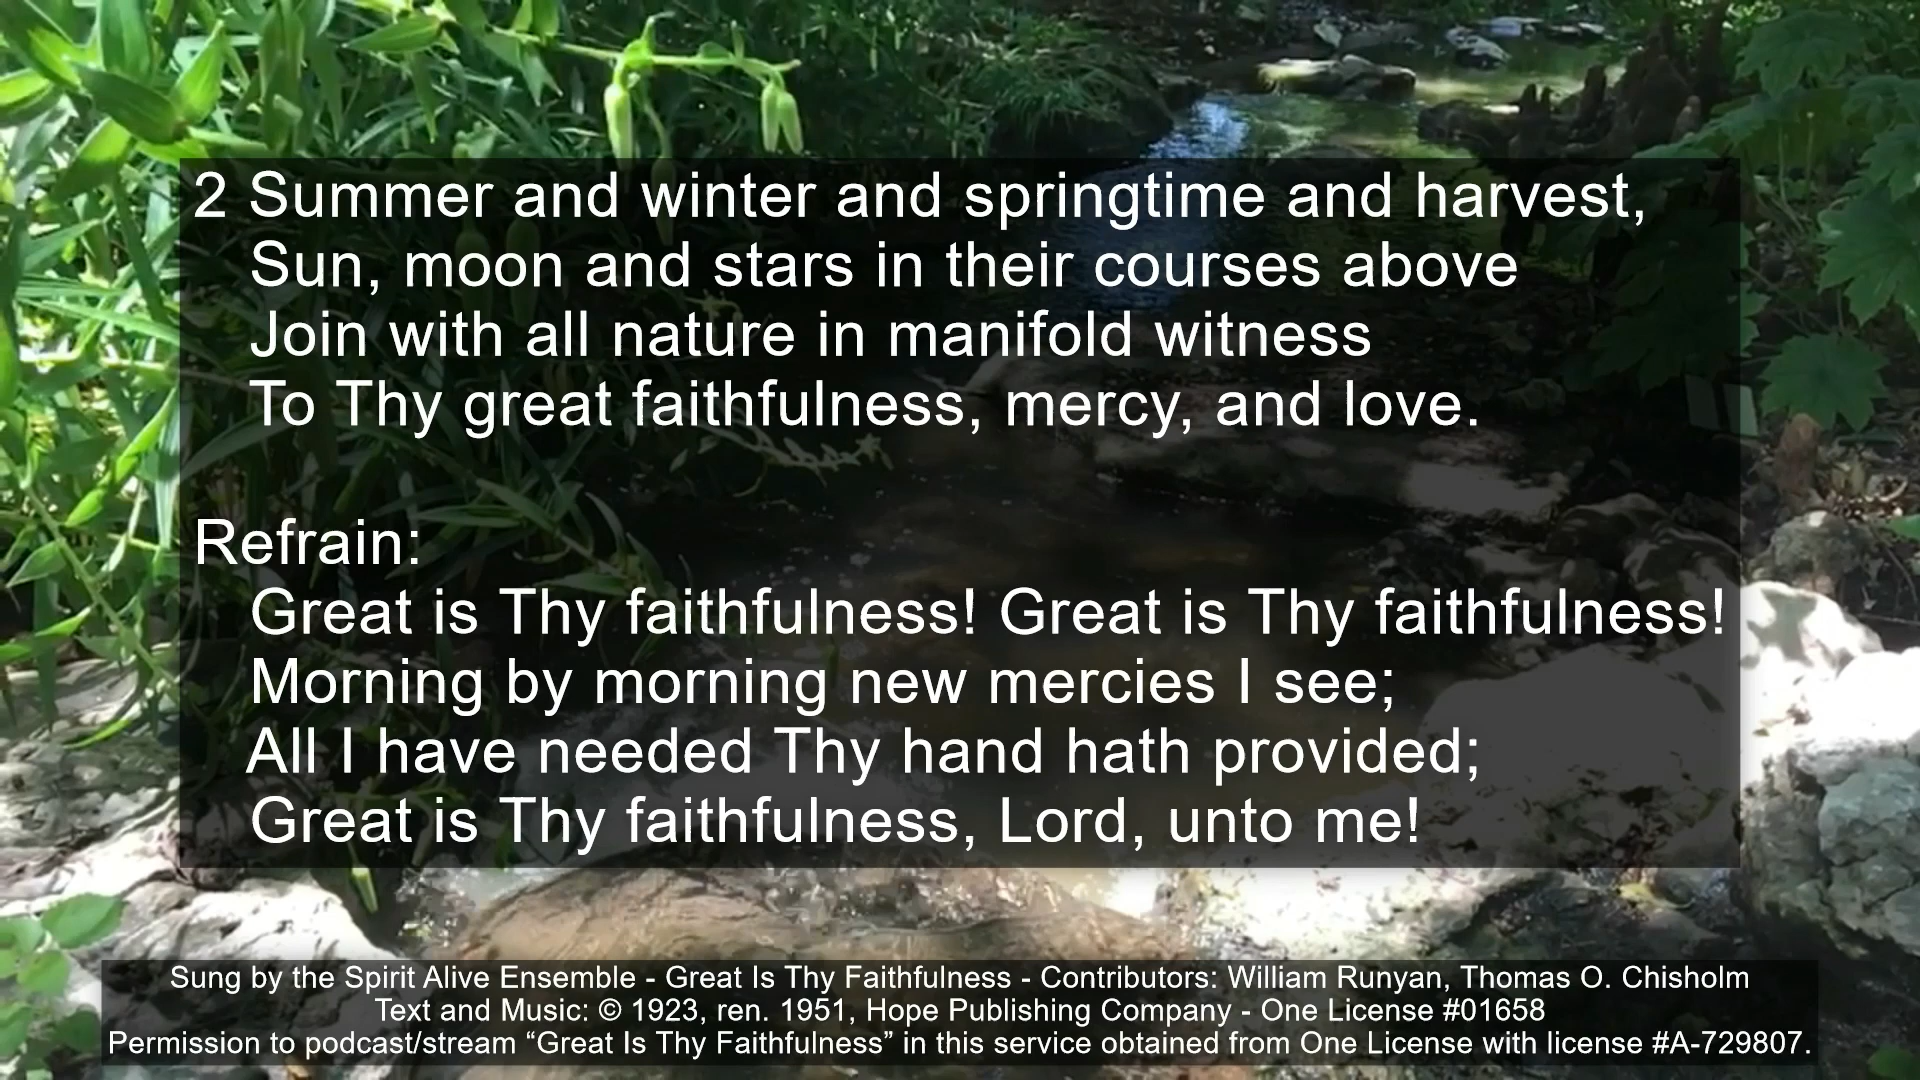 2 Summer and winter and springtime and harvest,
Sun, moon and stars in their courses above
Join with all nature in manifold witness
To Thy great faithfulness, mercy, and love.
Refrain:
Great is Thy faithfulness! Great is Thy faithfulness!
Morning by morning new mercies I see;
All I have needed Thy hand hath provided;
Great is Thy faithfulness, Lord, unto me!
Sung by the Spirit Alive Ensemble - Great Is Thy Faithfulness - Contributors: William Runyan, Thomas O. Chisholm
Text and Music: © 1923, ren. 1951, Hope Publishing Company - One License #01658
Permission to podcast/stream “Great Is Thy Faithfulness” in this service obtained from One License with license #A-729807.